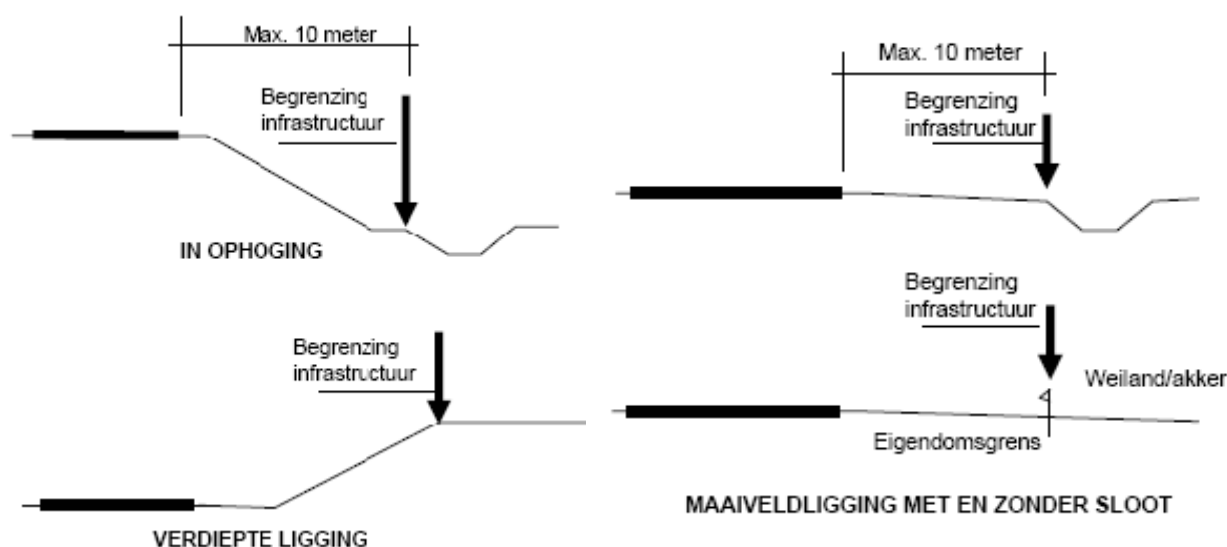 Max. 10 meter
Begrenzing
infrastructuur
IN OPHOGING
Begrenzing
infrastructuur
VERDIEPTE LIGGING
Max. 10 meter
Begrenzing
infrastructuur
Begrenzing
infrastructuur
Weiland/akker
Eigendomsgrens
MAAIVELDLIGGING MET EN ZONDER SLOOT